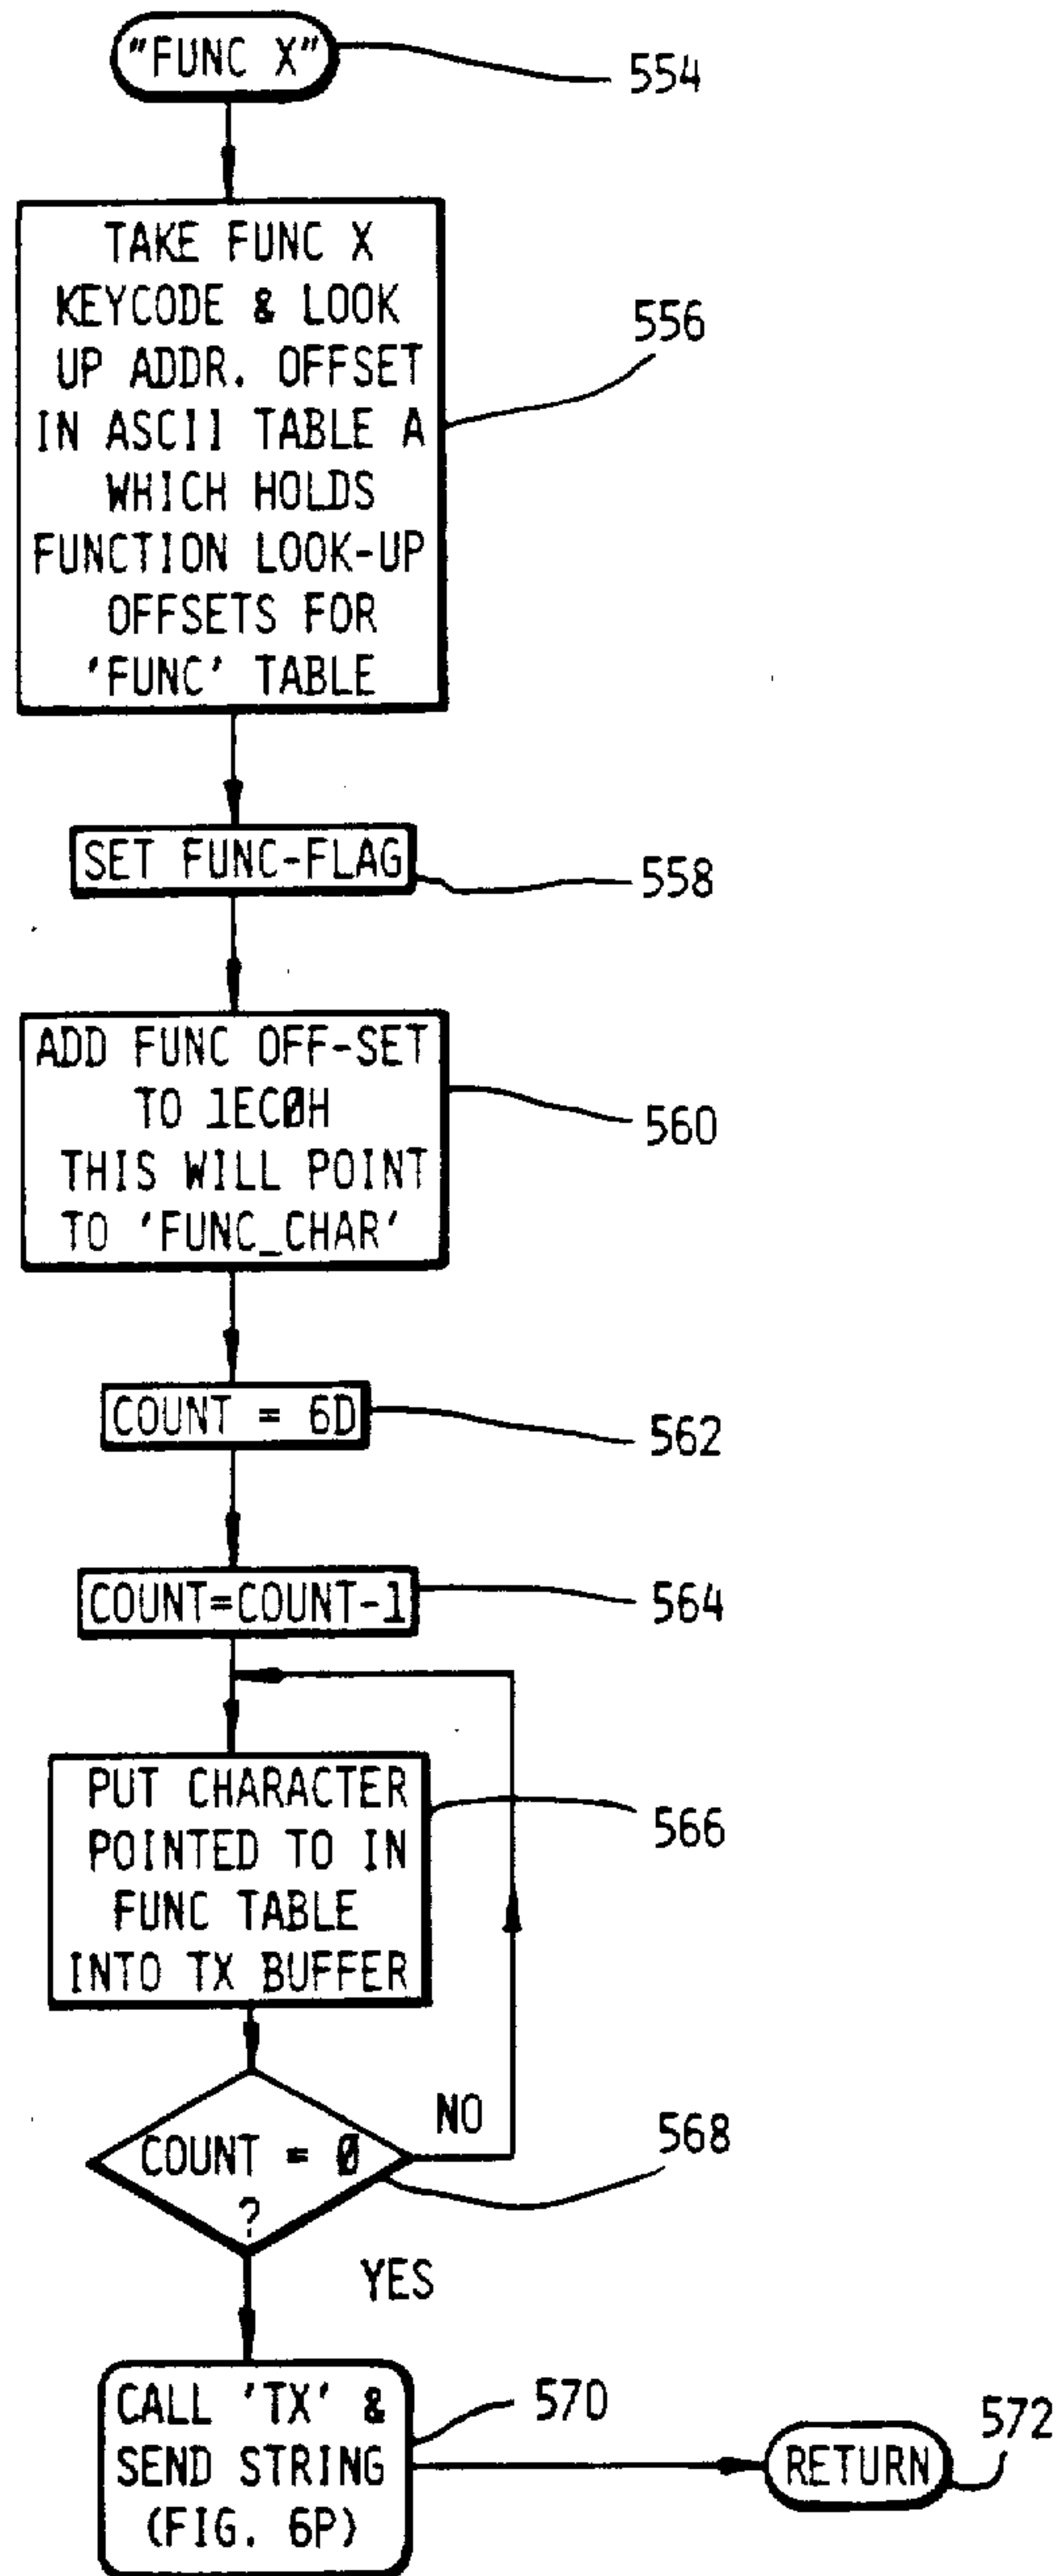 "FUNC X"
554
TAKE FUNC X
KEYCODE & LOOK
UP ADDR. OFFSET
IN ASCII TABLE A
WHICH HOLDS
FUNCTION LOOK-UP
OFFSETS FOR
'FUNC' TABLE
556
SET FUNC-FLAG
558
ADD FUNC OFF-SET
TO 1EC0H
THIS WILL POINT
TO 'FUNC_CHAR'
560
COUNT = 6D
562
COUNT=COUNT-1
564
PUT CHARACTER
POINTED TO IN
FUNC TABLE
INTO TX BUFFER
566
COUNT = 0
?
NO
568
YES
CALL 'TX' &
SEND STRING
(FIG. 6P)
570
RETURN
572